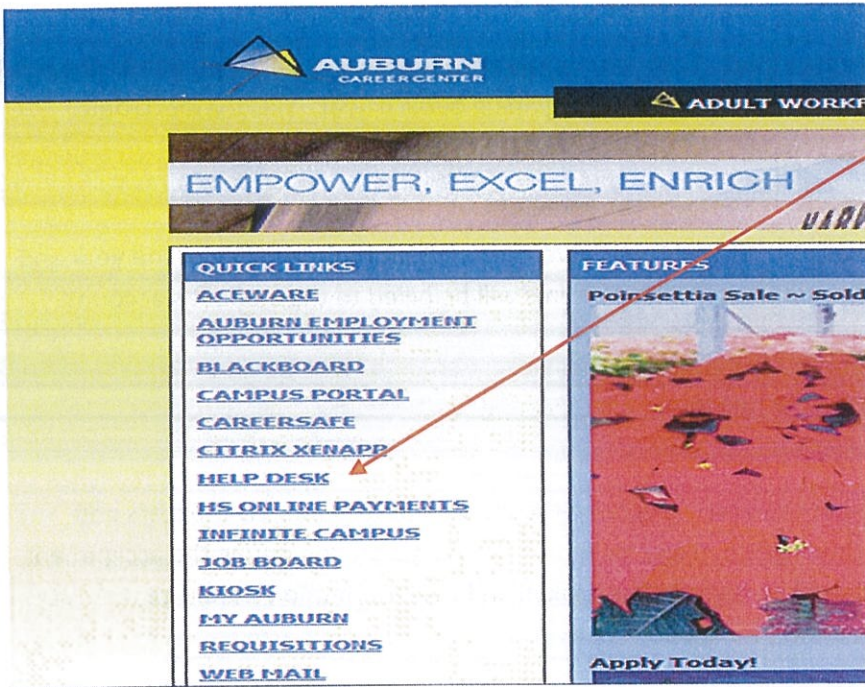 AUBURN
CAREER CENTER
ADULT
EMPOWER, EXCEL, ENRICH
QUICK LINKS
ACEWARE
AUBURN EMPLOYMENT
OPPORTUNITIES
BLACKBOARD
CAMPUS PORTAL
CAREERSAFE
CITRIX XENAPP
HELP DESK
HS ONLINE PAYMENTS
INFINITE CAMPUS
JOB BOARD
KIOSK
MY AUBURN
REQUISITIONS
WEB MAIL
FEATURES
Poinsettia Sale ~ Sold
Apply Today!